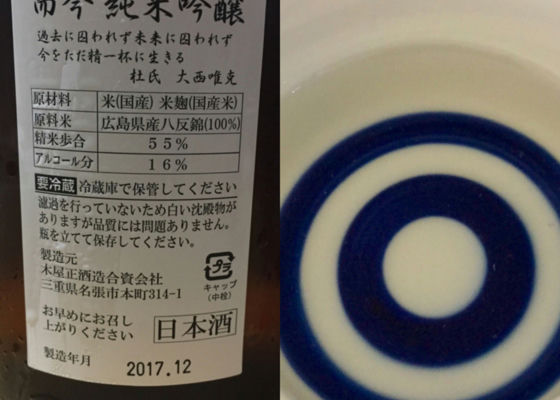 而今 純米吟醸
過去に囚われず未来に囚われず
今をただ精一杯に生きる
杜氏 大西唯克
原材料 米(国産) 米麹(国産米)
原料米 広島県産八反錦(100%)
精米歩合 55%
アルコール分 16%
要冷蔵 冷蔵庫で保管してください
濾過を行っていないため白い沈殿物が
ありますが品質には問題ありません。
瓶を立てて保存してください。
製造元
木屋正酒造合資会社
三重県名張市本町314-1
プラ
キャップ
(中栓)
お早めにお召し
上がりください
日本酒
製造年月 2017.12